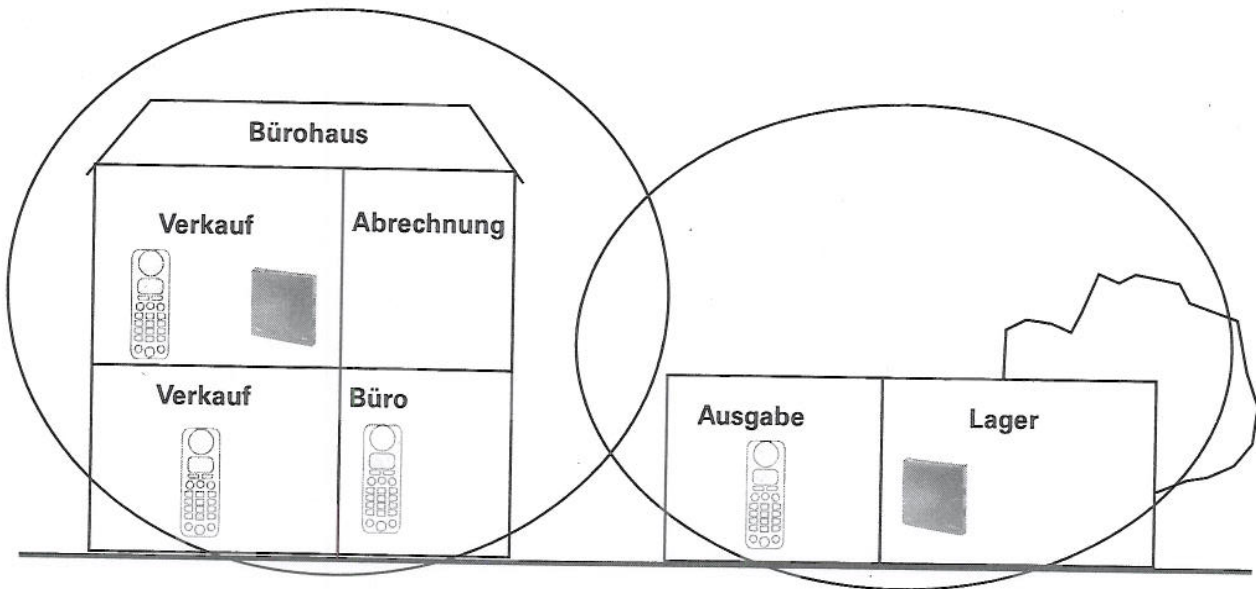 Bürohaus
Verkauf
Abrechnung
Verkauf
Büro
Ausgabe
Lager